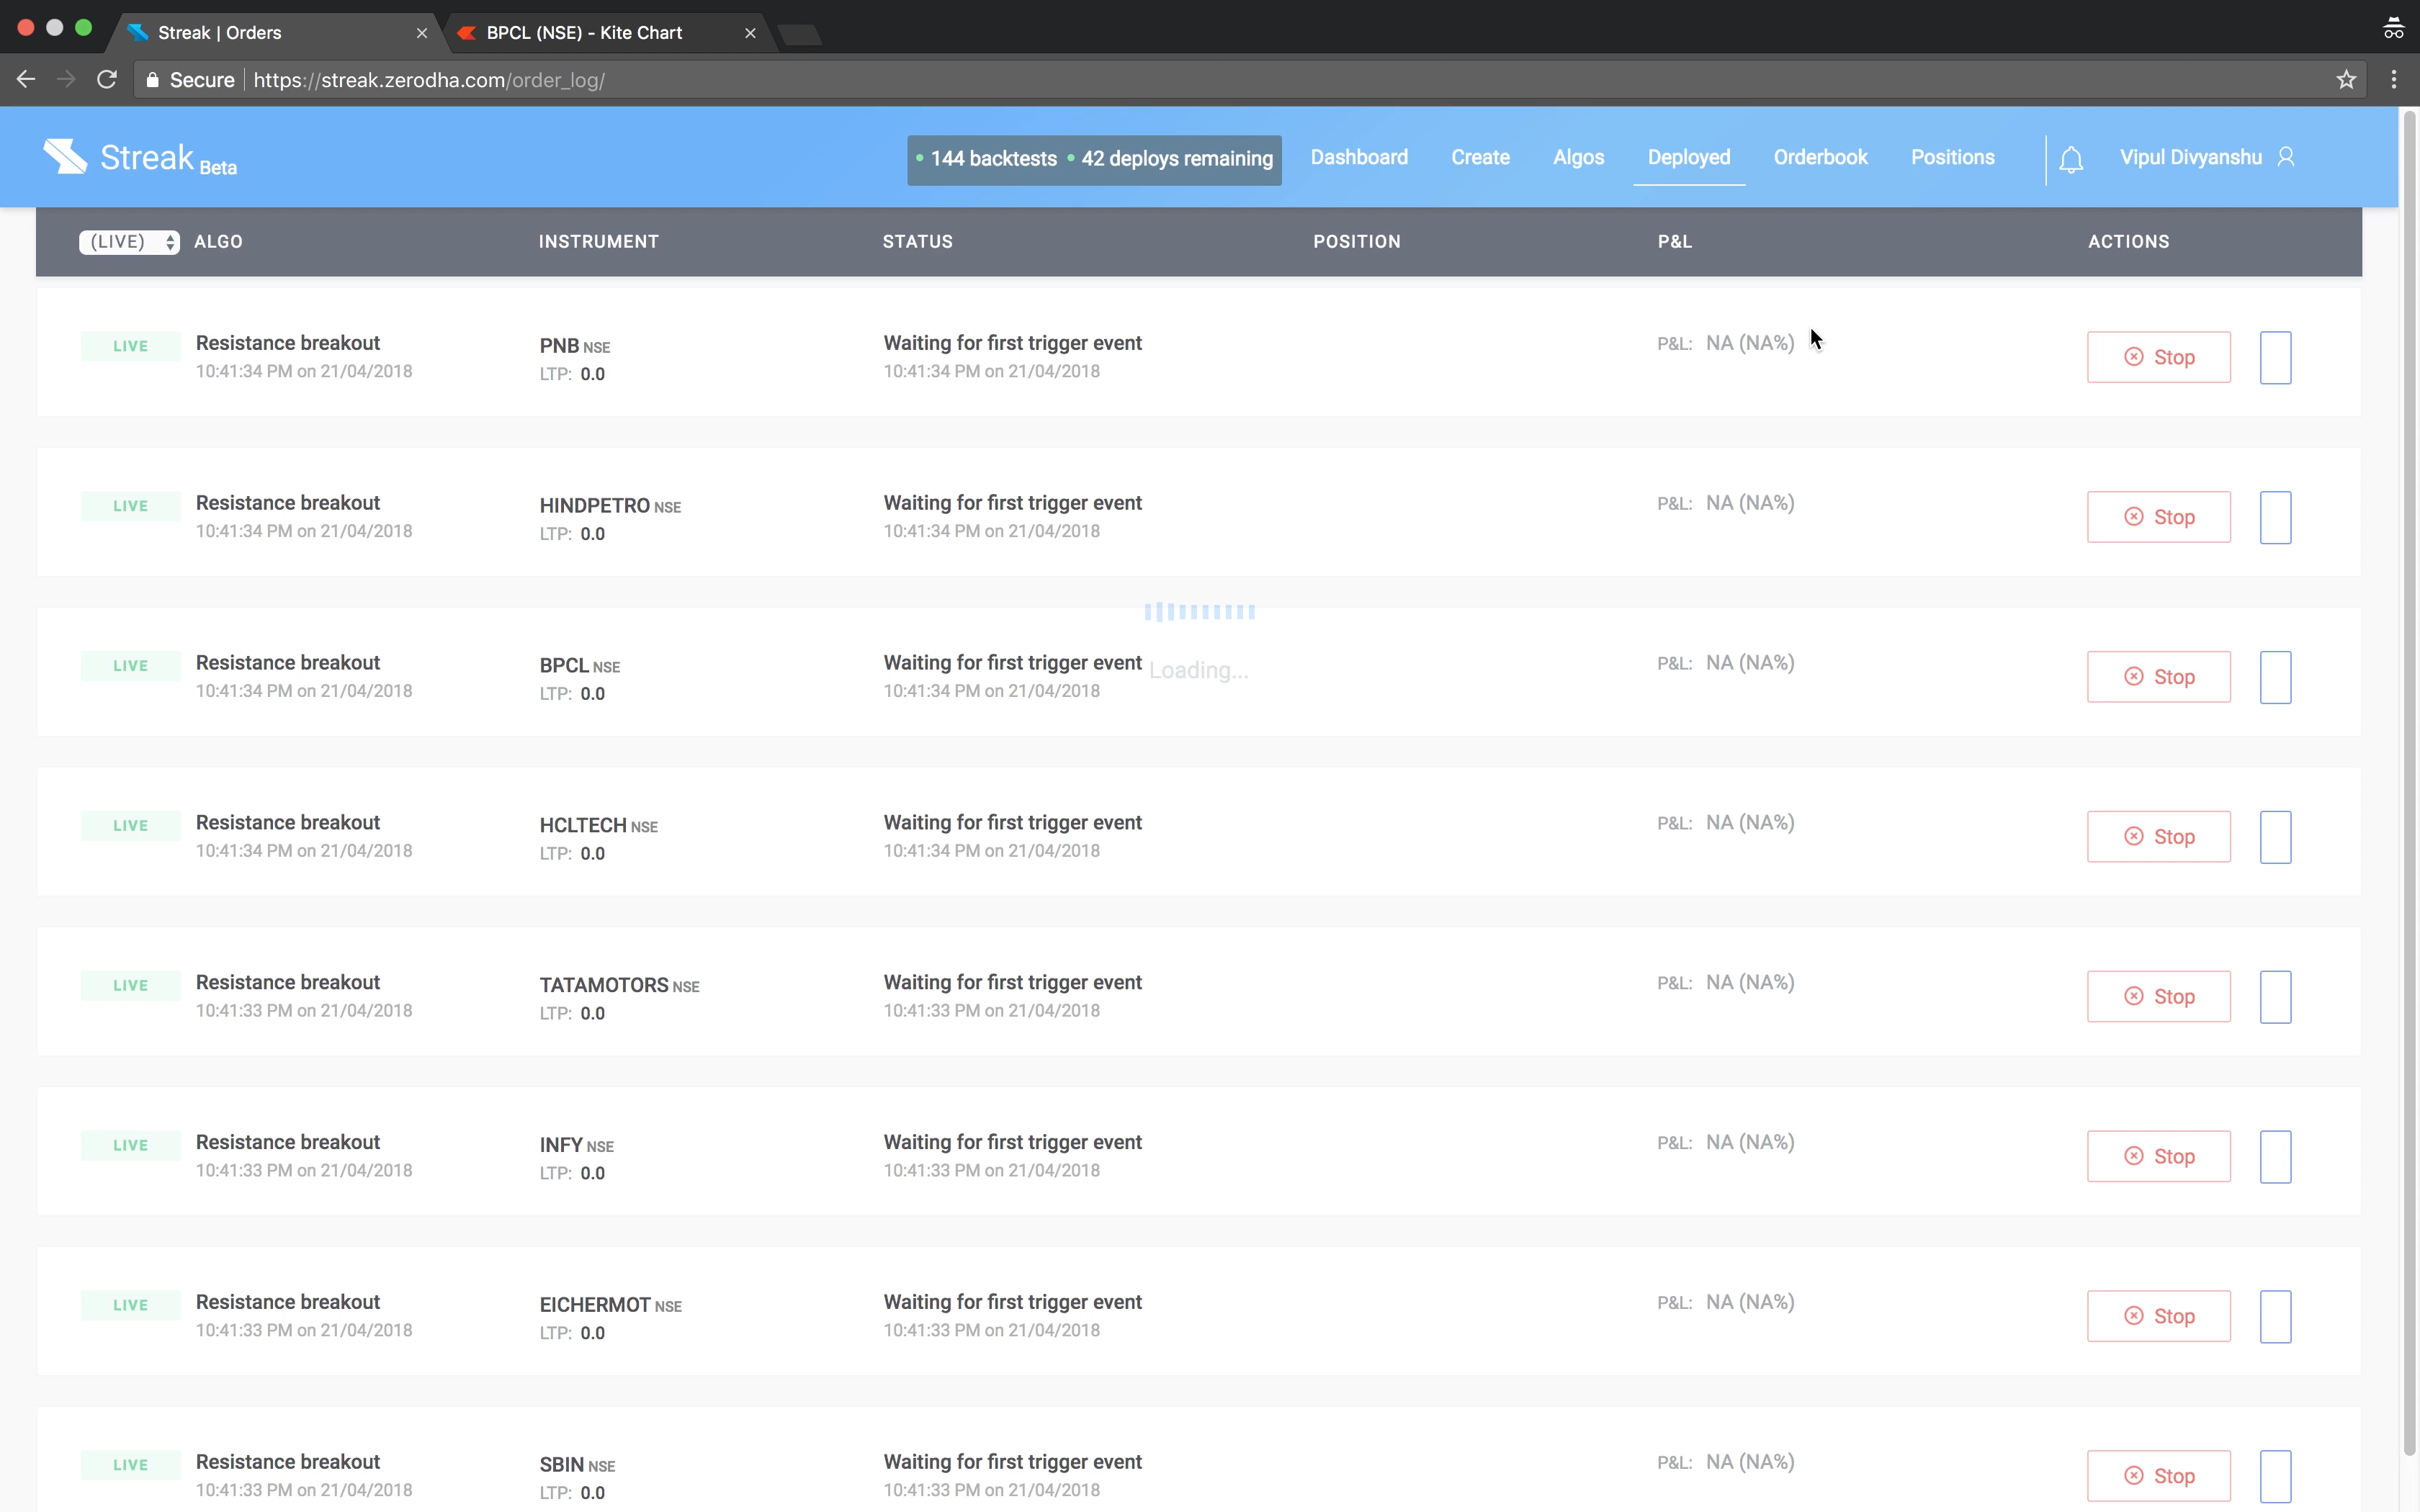 Streak | Orders
BPCL (NSE) - Kite Chart
Secure
https://streak.zerodha.com/order_log/
Streak Beta
144 backtests • 42 deploys remaining
Dashboard
Create
Algos
Deployed
Orderbook
Positions
Vipul Divyanshu
(LIVE) ALGO INSTRUMENT STATUS POSITION P&L ACTIONS
LIVE Resistance breakout PNB NSE Waiting for first trigger event P&L: NA (NA%) Stop
10:41:34 PM on 21/04/2018 LTP: 0.0 10:41:34 PM on 21/04/2018
LIVE Resistance breakout HINDPETRO NSE Waiting for first trigger event P&L: NA (NA%) Stop
10:41:34 PM on 21/04/2018 LTP: 0.0 10:41:34 PM on 21/04/2018
LIVE Resistance breakout BPCL NSE Waiting for first trigger event Loading... P&L: NA (NA%) Stop
10:41:34 PM on 21/04/2018 LTP: 0.0 10:41:34 PM on 21/04/2018
LIVE Resistance breakout HCLTECH NSE Waiting for first trigger event P&L: NA (NA%) Stop
10:41:34 PM on 21/04/2018 LTP: 0.0 10:41:34 PM on 21/04/2018
LIVE Resistance breakout TATAMOTORS NSE Waiting for first trigger event P&L: NA (NA%) Stop
10:41:33 PM on 21/04/2018 LTP: 0.0 10:41:33 PM on 21/04/2018
LIVE Resistance breakout INFY NSE Waiting for first trigger event P&L: NA (NA%) Stop
10:41:33 PM on 21/04/2018 LTP: 0.0 10:41:33 PM on 21/04/2018
LIVE Resistance breakout EICHERMOT NSE Waiting for first trigger event P&L: NA (NA%) Stop
10:41:33 PM on 21/04/2018 LTP: 0.0 10:41:33 PM on 21/04/2018
LIVE Resistance breakout SBIN NSE Waiting for first trigger event P&L: NA (NA%) Stop
10:41:33 PM on 21/04/2018 LTP: 0.0 10:41:33 PM on 21/04/2018